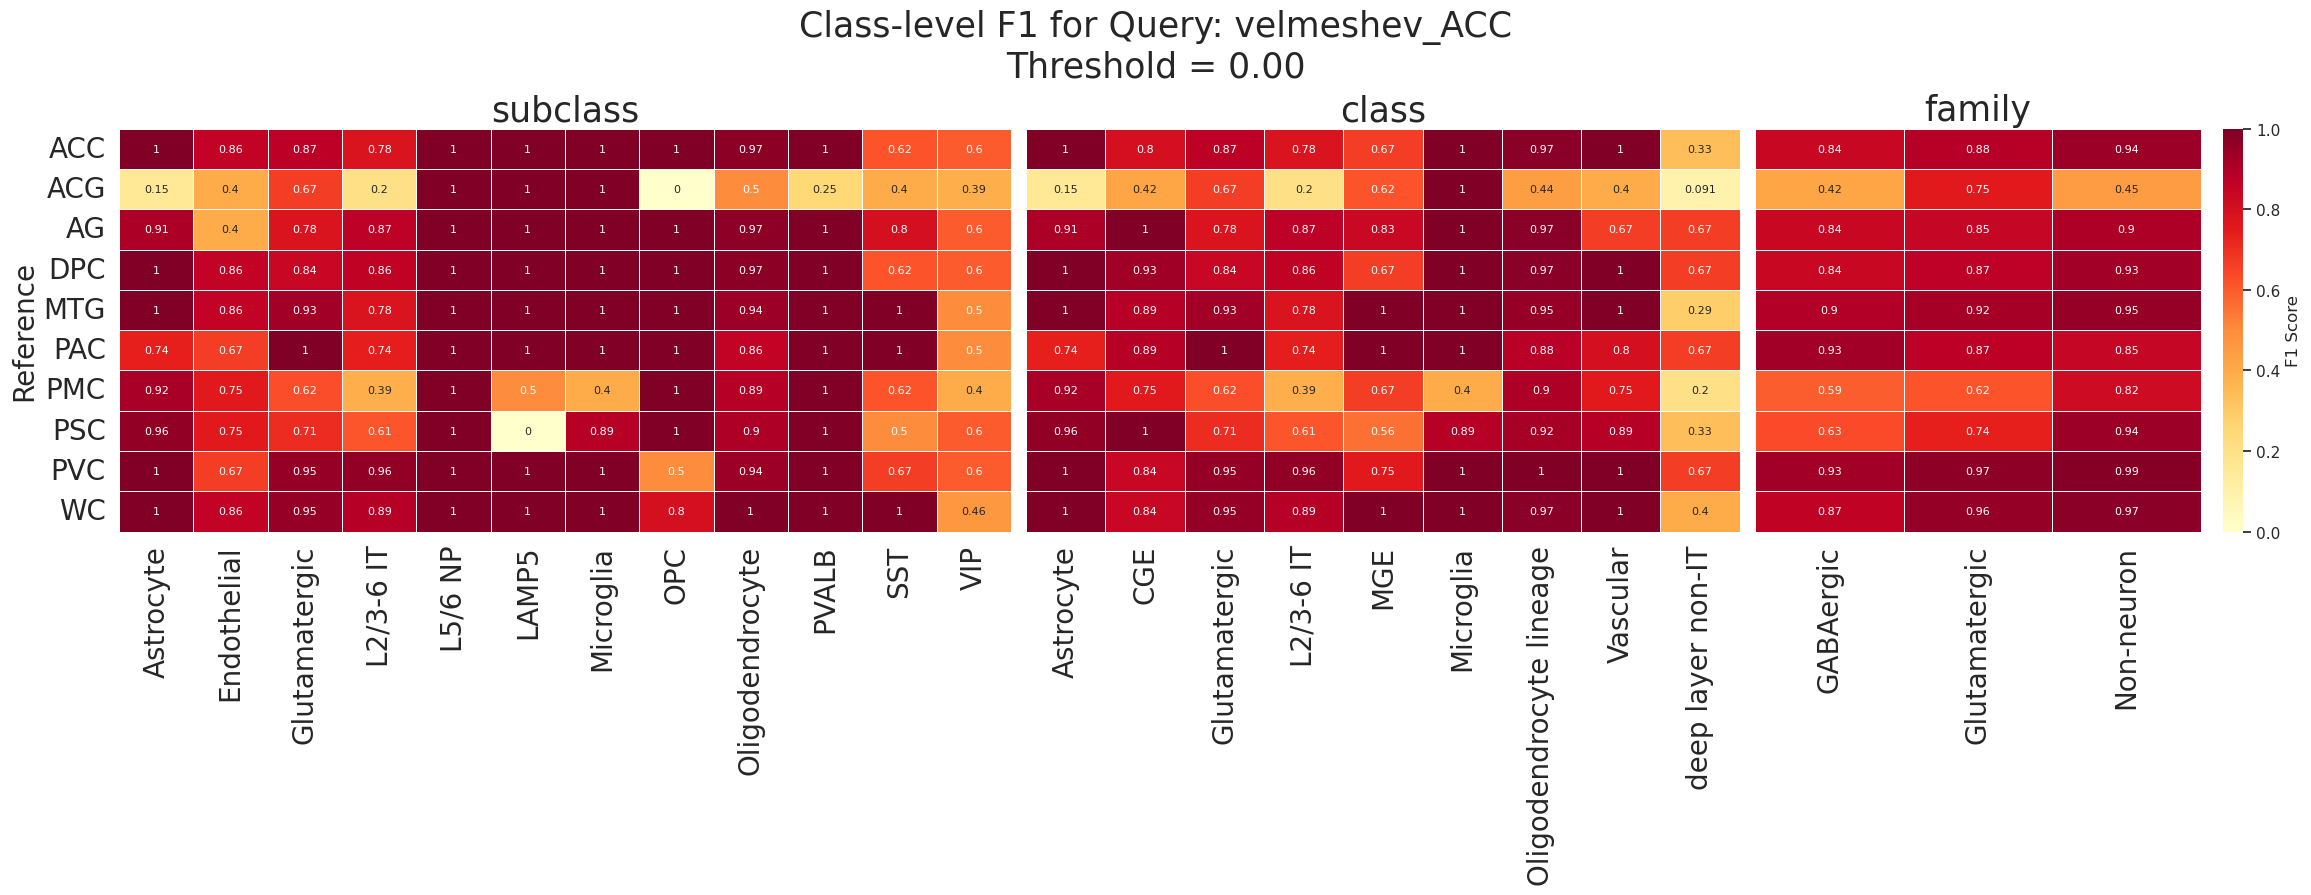 Class-level F1 for Query: velmeshev_ACC
Threshold = 0.00
subclass class family
Reference
ACC 1 0.86 0.87 0.78 1 1 1 1 0.97 1 0.62 0.6 1 0.8 0.87 0.78 0.67 1 0.97 1 0.33 0.84 0.88 0.94
ACG 0.15 0.4 0.67 0.2 1 1 1 0 0.5 0.25 0.4 0.39 0.15 0.42 0.67 0.2 0.62 1 0.44 0.4 0.091 0.42 0.75 0.45
AG 0.91 0.4 0.78 0.87 1 1 1 1 0.97 1 0.8 0.6 0.91 1 0.78 0.87 0.83 1 0.97 0.67 0.67 0.84 0.85 0.9
DPC 1 0.86 0.84 0.86 1 1 1 1 0.97 1 0.62 0.6 1 0.93 0.84 0.86 0.67 1 0.97 1 0.67 0.84 0.87 0.93
MTG 1 0.86 0.93 0.78 1 1 1 1 0.94 1 1 0.5 1 0.89 0.93 0.78 1 1 0.95 1 0.29 0.9 0.92 0.95
PAC 0.74 0.67 1 0.74 1 1 1 1 0.86 1 1 0.5 0.74 0.89 1 0.74 1 1 0.88 0.8 0.67 0.93 0.87 0.85
PMC 0.92 0.75 0.62 0.39 1 0.5 0.4 1 0.89 1 0.62 0.4 0.92 0.75 0.62 0.39 0.67 0.4 0.9 0.75 0.2 0.59 0.62 0.82
PSC 0.96 0.75 0.71 0.61 1 0 0.89 1 0.9 1 0.5 0.6 0.96 1 0.71 0.61 0.56 0.89 0.92 0.89 0.33 0.63 0.74 0.94
PVC 1 0.67 0.95 0.96 1 1 1 0.5 0.94 1 0.67 0.6 1 0.84 0.95 0.96 0.75 1 1 1 0.67 0.93 0.97 0.99
WC 1 0.86 0.95 0.89 1 1 1 0.8 1 1 1 0.46 1 0.84 0.95 0.89 1 1 0.97 1 0.4 0.87 0.96 0.97
Astrocyte
Endothelial
Glutamatergic
L2/3-6 IT
L5/6 NP
LAMP5
Microglia
OPC
Oligodendrocyte
PVALB
SST
VIP
Astrocyte
CGE
Glutamatergic
L2/3-6 IT
MGE
Microglia
Oligodendrocyte lineage
Vascular
deep layer non-IT
GABAergic
Glutamatergic
Non-neuron
1.0
0.8
0.6
0.4
0.2
0.0
F1 Score